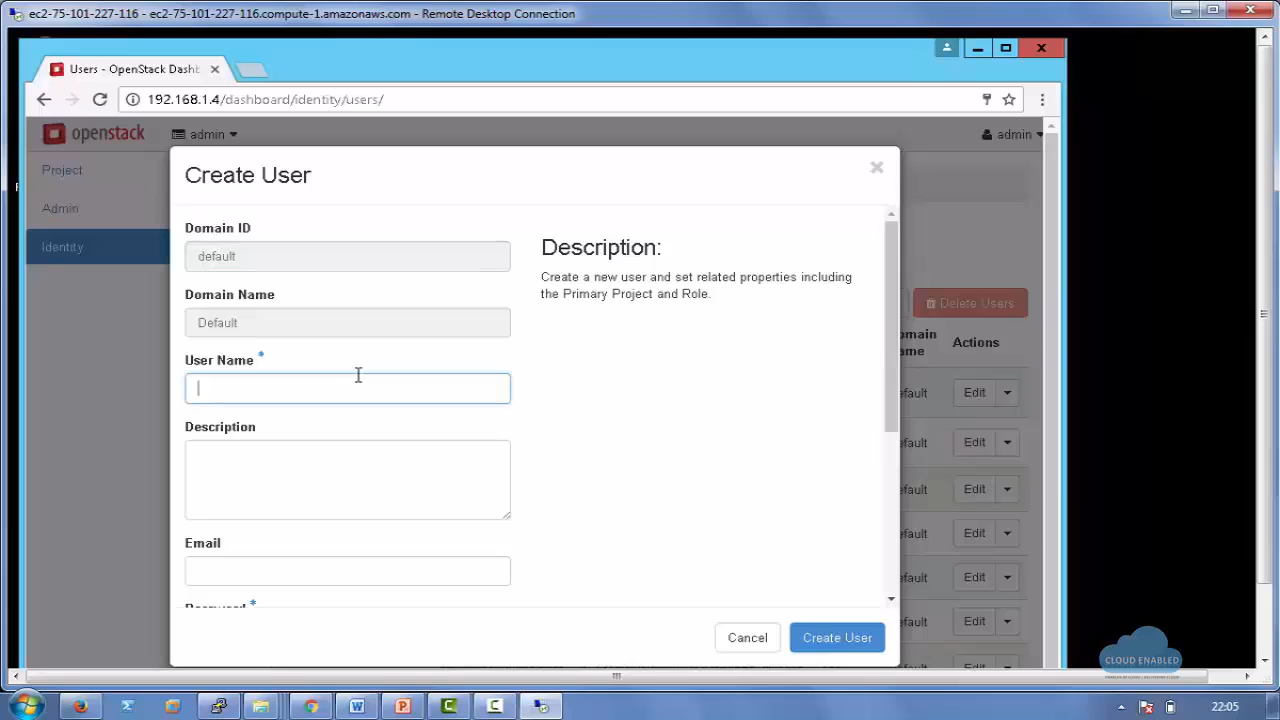 ec2-75-101-227-116 - ec2-75-101-227-116.compute-1.amazonaws.com - Remote Desktop Connection
Users - OpenStack Dashb
192.168.1.4/dashboard/identity/users/
openstack
admin
admin
Project
Admin
Identity
Create User
Domain ID
default
Description:
Create a new user and set related properties including
the Primary Project and Role.
Domain Name
Default
User Name *
Description
Email
Password *
Cancel
Create User
Delete Users
Actions
Edit
Edit
Edit
Edit
Edit
Edit
Edit
CLOUD ENABLED
22:05